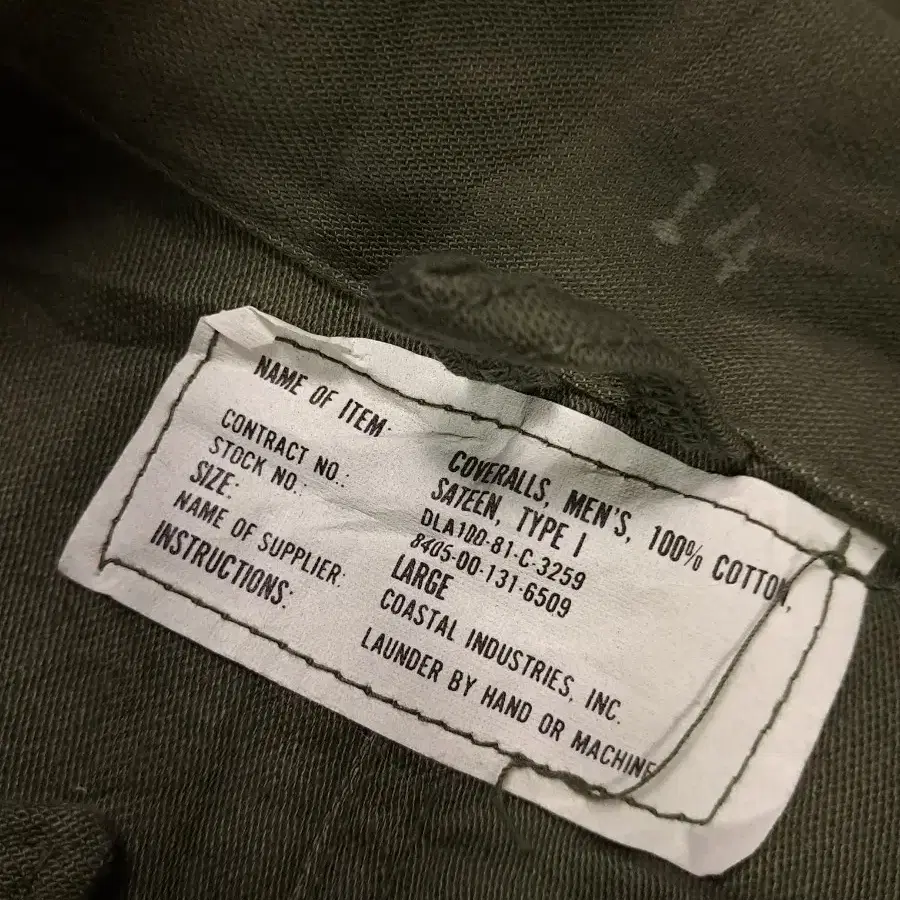 14
NAME OF ITEM: COVERALLS, MEN'S, 100% COTTON,
SATEEN, TYPE I
CONTRACT NO.: DLA100-81-C-3259
STOCK NO.: 8405-00-131-6509
SIZE: LARGE
NAME OF SUPPLIER: COASTAL INDUSTRIES, INC.
INSTRUCTIONS: LAUNDER BY HAND OR MACHINE